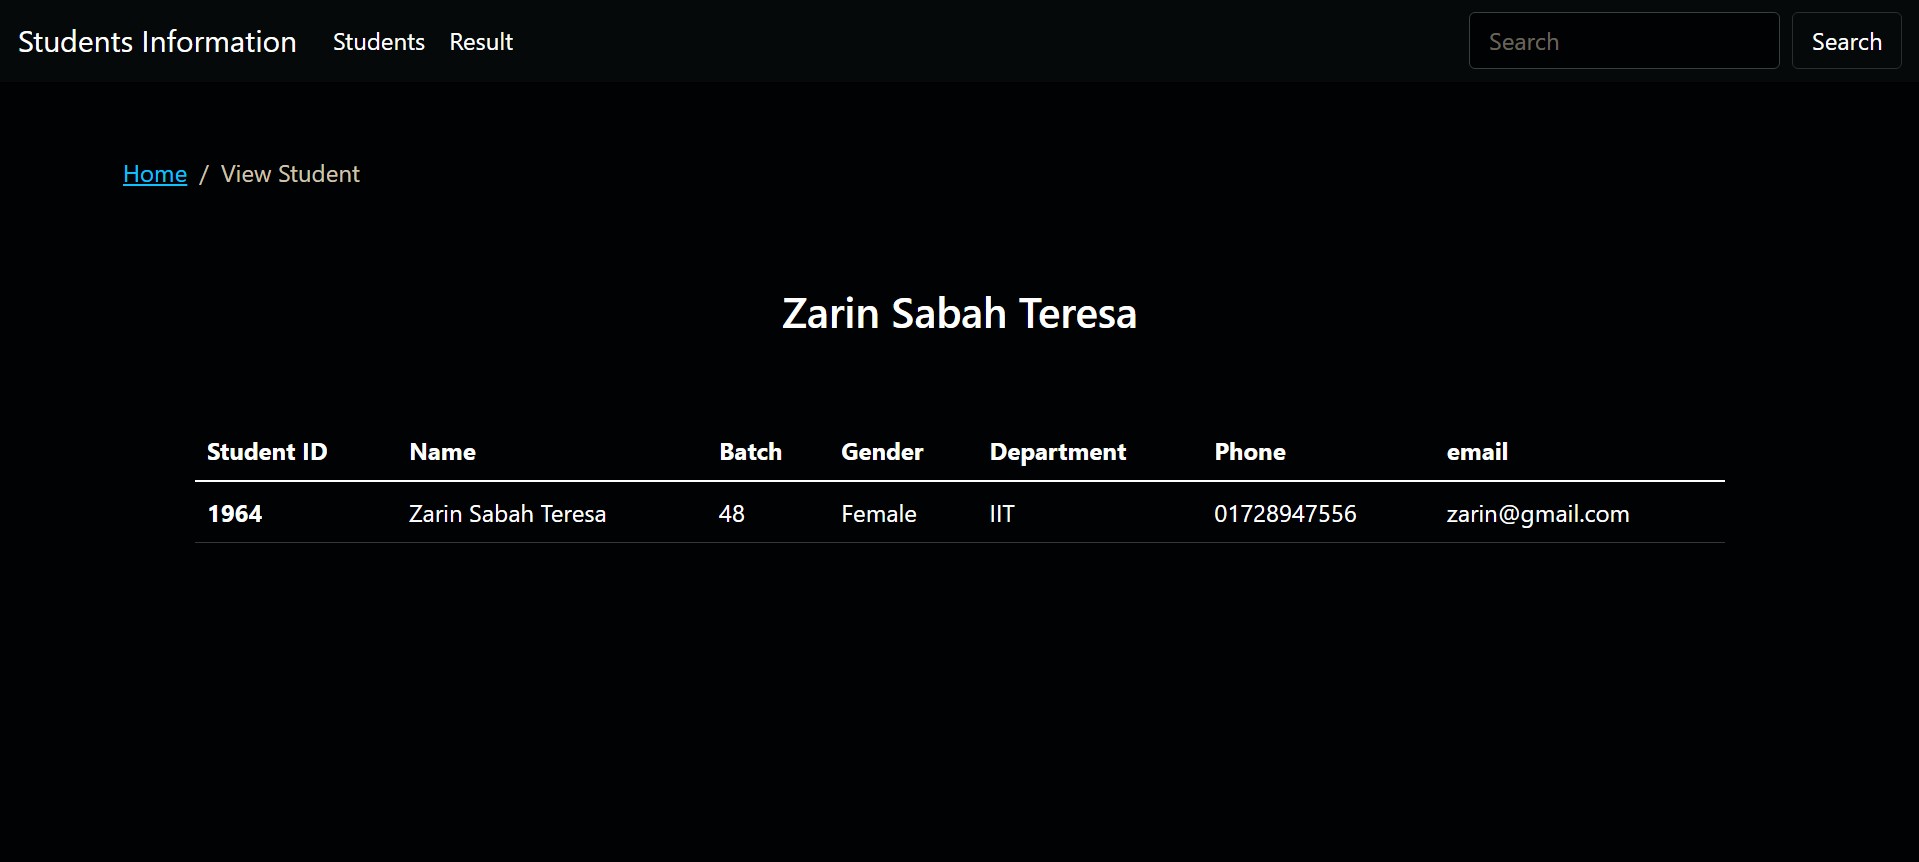 Students Information Students Result Search Search
Home / View Student
Zarin Sabah Teresa
Student ID Name Batch Gender Department Phone email
1964 Zarin Sabah Teresa 48 Female IIT 01728947556 zarin@gmail.com